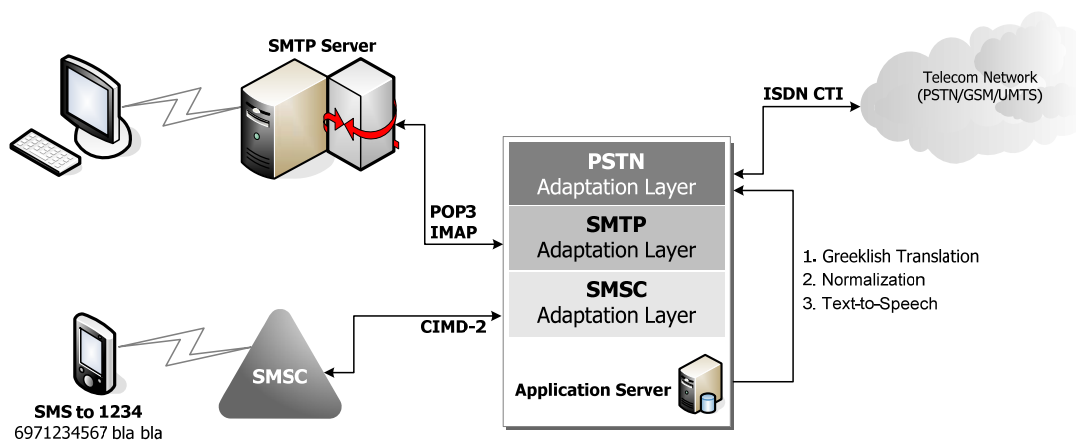 SMTP Server
Telecom Network
(PSTN/GSM/UMTS)
ISDN CTI
PSTN
Adaptation Layer
POP3
IMAP
SMTP
Adaptation Layer
1. Greeklish Translation
2. Normalization
3. Text-to-Speech
SMSC
Adaptation Layer
CIMD-2
SMSC
Application Server
SMS to 1234
6971234567 bla bla